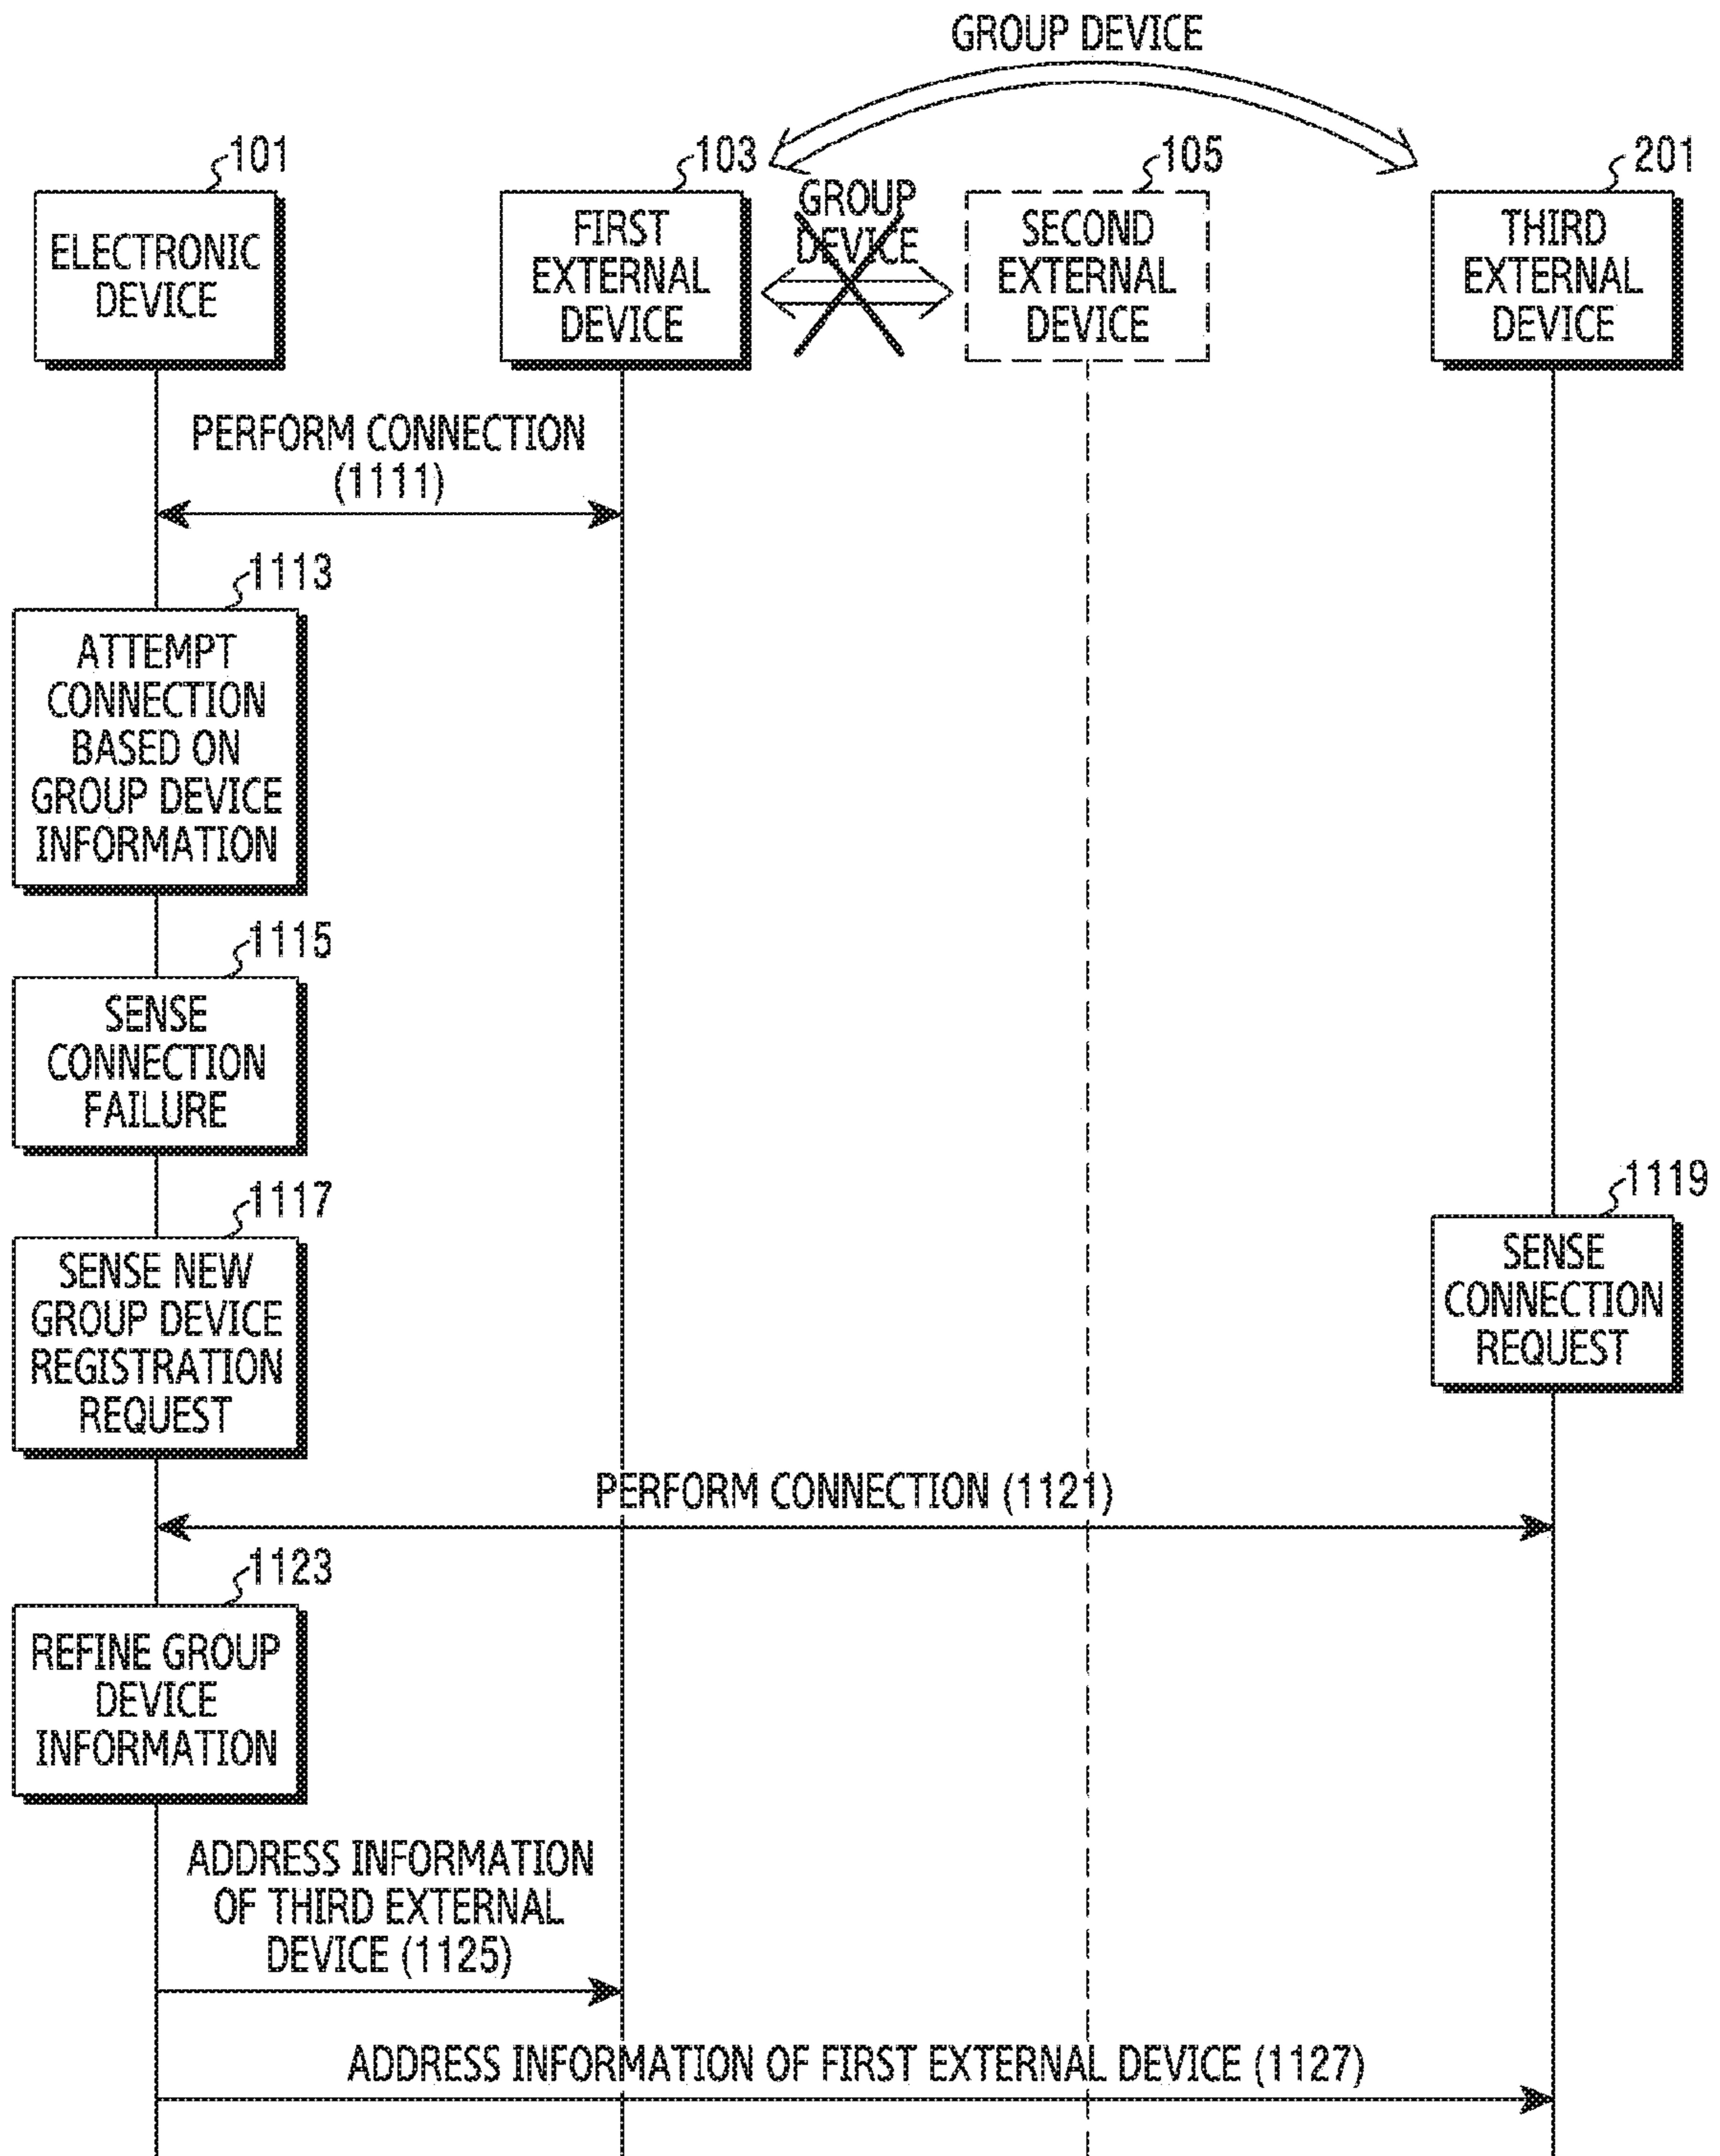 GROUP DEVICE
101
103
105
201
ELECTRONIC
DEVICE
FIRST
EXTERNAL
DEVICE
GROUP
DEVICE
SECOND
EXTERNAL
DEVICE
THIRD
EXTERNAL
DEVICE
PERFORM CONNECTION
(1111)
1113
ATTEMPT
CONNECTION
BASED ON
GROUP DEVICE
INFORMATION
1115
SENSE
CONNECTION
FAILURE
1117
SENSE NEW
GROUP DEVICE
REGISTRATION
REQUEST
1119
SENSE
CONNECTION
REQUEST
PERFORM CONNECTION (1121)
1123
REFINE GROUP
DEVICE
INFORMATION
ADDRESS INFORMATION
OF THIRD EXTERNAL
DEVICE (1125)
ADDRESS INFORMATION OF FIRST EXTERNAL DEVICE (1127)